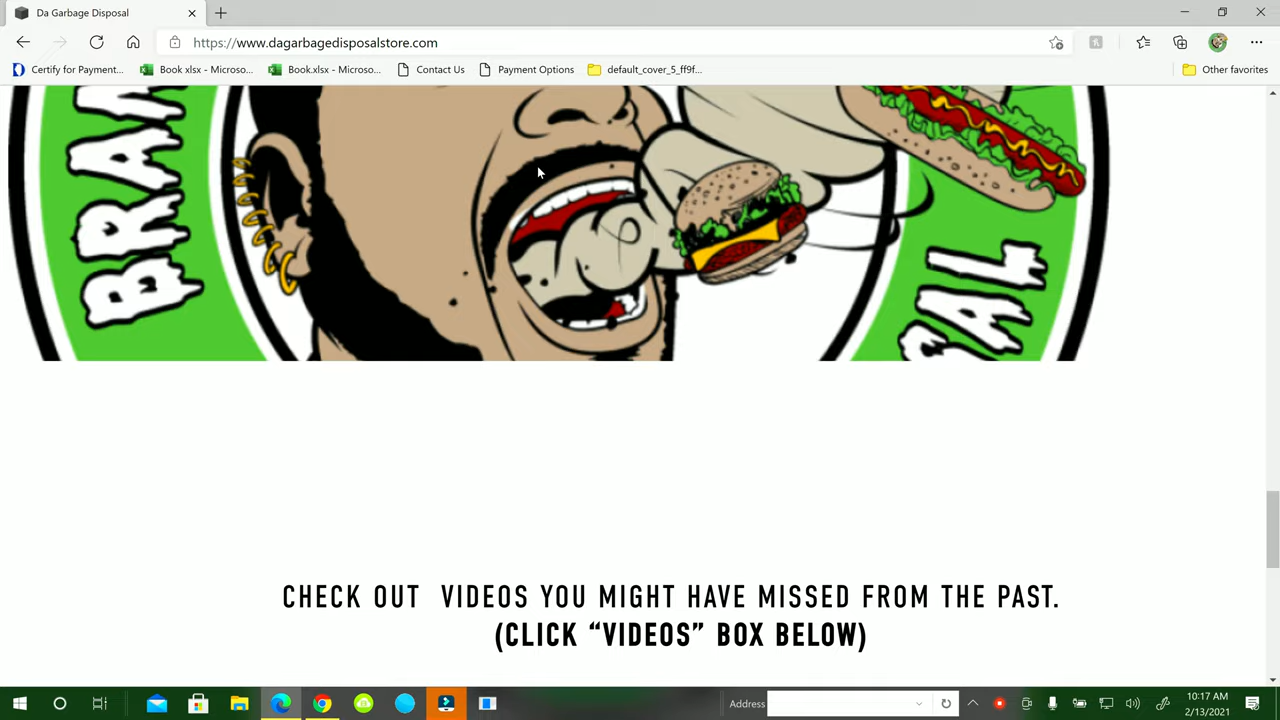 Da Garbage Disposal
https://www.dagarbagedisposalstore.com
Certify for Payment... Book xlsx - Microso... Book.xlsx - Microso... Contact Us Payment Options default_cover_5_ff9f... Other favorites
BRAN
SAL
CHECK OUT VIDEOS YOU MIGHT HAVE MISSED FROM THE PAST.
(CLICK “VIDEOS” BOX BELOW)
Address
10:17 AM
2/13/2021